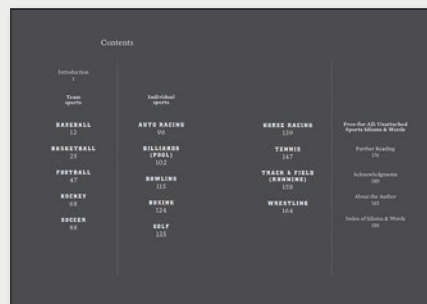 Contents
Introduction
1
Team
sports
BASEBALL
12
BASKETBALL
25
FOOTBALL
47
HOCKEY
68
SOCCER
88
Individual
sports
AUTO RACING
96
BILLIARDS
(POOL)
102
BOWLING
115
BOXING
124
GOLF
135
HORSE RACING
139
TENNIS
147
TRACK & FIELD
(RUNNING)
158
WRESTLING
164
Free-for-All: Unattached
Sports Idioms & Words
Further Reading
Acknowledgments
About the Author
Index of Idioms & Words